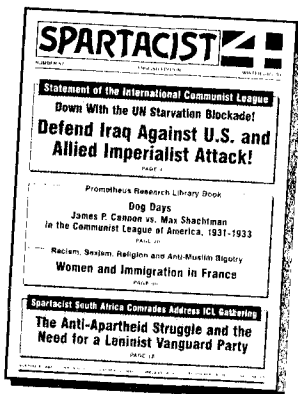 SPARTACIST
ENGLISH EDITION
Statement of the International Communist League
Down With the UN Starvation Blockade!
Defend Iraq Against U.S. and
Allied Imperialist Attack!
Prometheus Research Library Book
Dog Days
James P. Cannon vs. Max Shachtman
in the Communist League of America, 1931-1933
Racism, Sexism, Religion and Anti-Muslim Bigotry
Women and Immigration in France
Spartacist South Africa Comrades Address ICL Gathering
The Anti-Apartheid Struggle and the
Need for a Leninist Vanguard Party